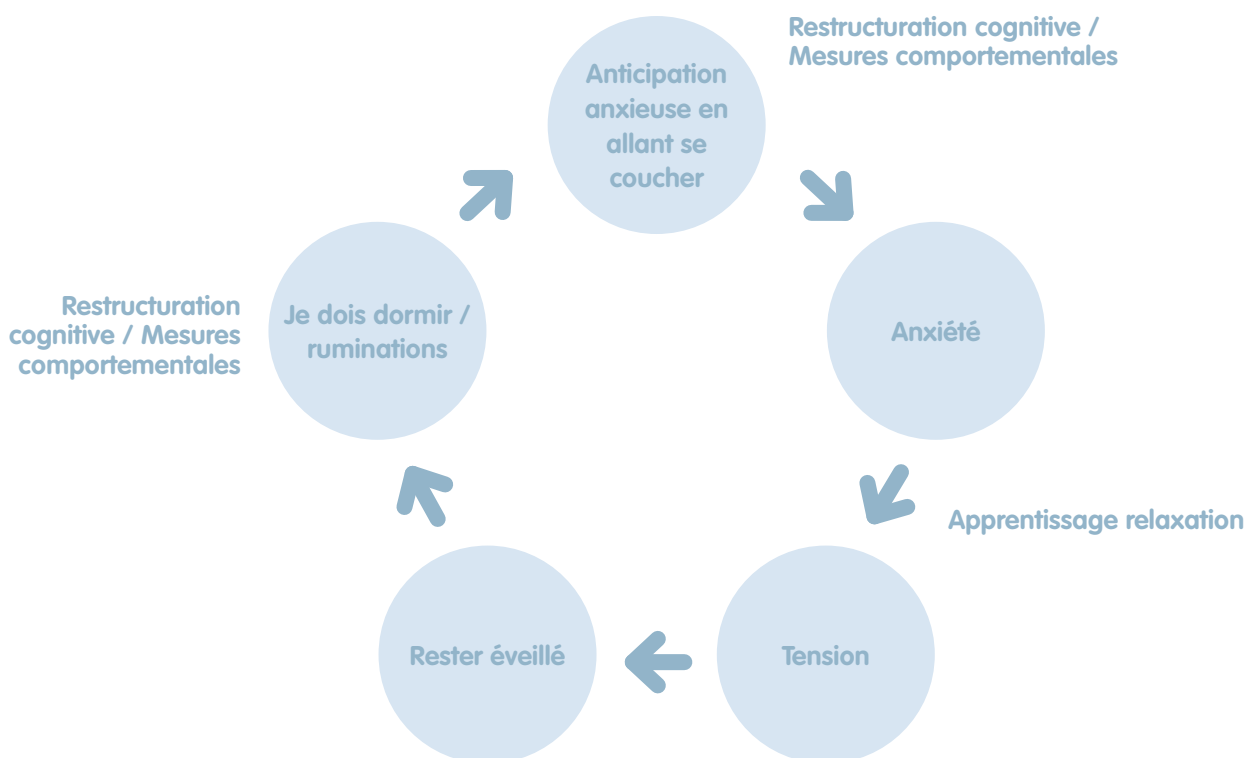 Restructuration cognitive /
Mesures comportementales
Anticipation
anxieuse en
allant se
coucher
Restructuration
cognitive / Mesures
comportementales
Je dois dormir /
ruminations
Anxiété
Apprentissage relaxation
Rester éveillé
Tension